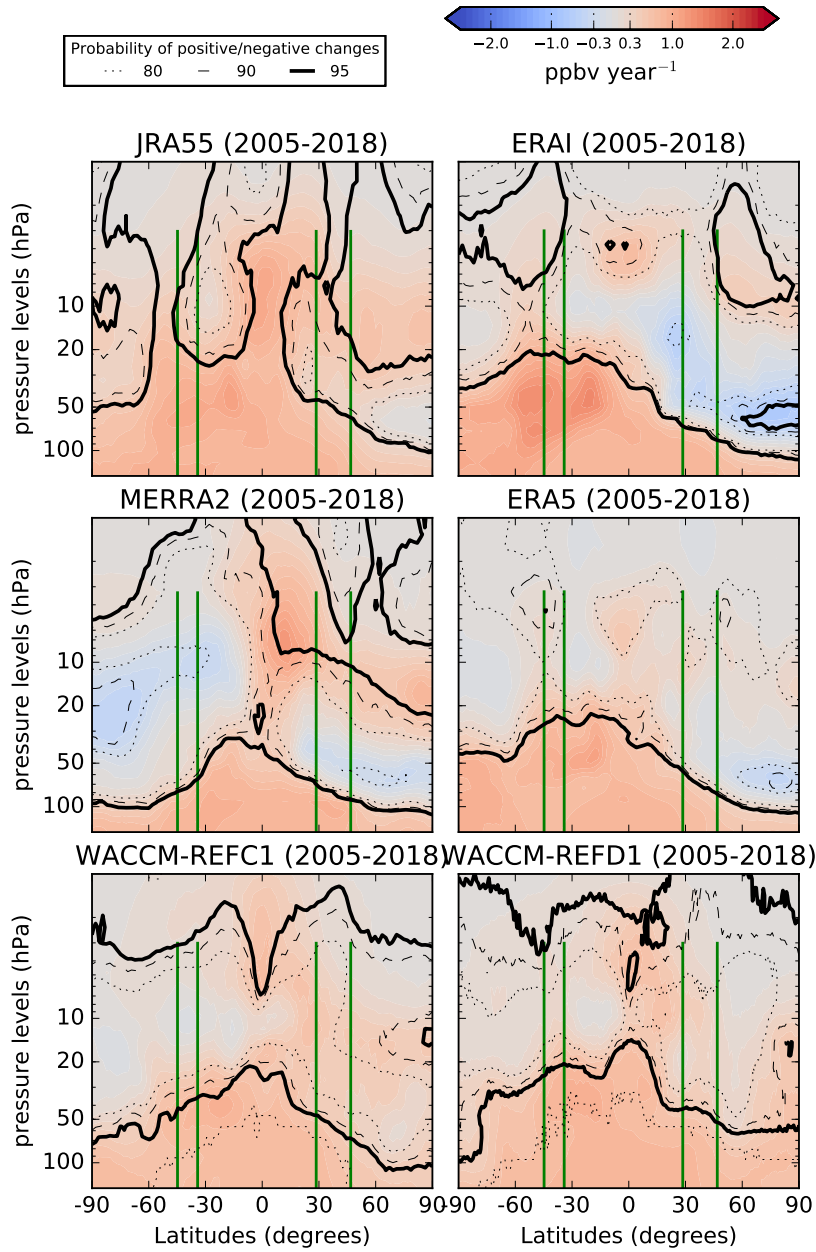 Probability of positive/negative changes
80 90 95
−2.0 −1.0 −0.3 0.3 1.0 2.0
ppbv year−1
JRA55 (2005-2018)
ERAI (2005-2018)
pressure levels (hPa)
10
20
50
100
MERRA2 (2005-2018)
ERA5 (2005-2018)
pressure levels (hPa)
10
20
50
100
WACCM-REFC1 (2005-2018)
WACCM-REFD1 (2005-2018)
pressure levels (hPa)
10
20
50
100
-90 -60 -30 0 30 60 90
-90 -60 -30 0 30 60 90
Latitudes (degrees)
Latitudes (degrees)